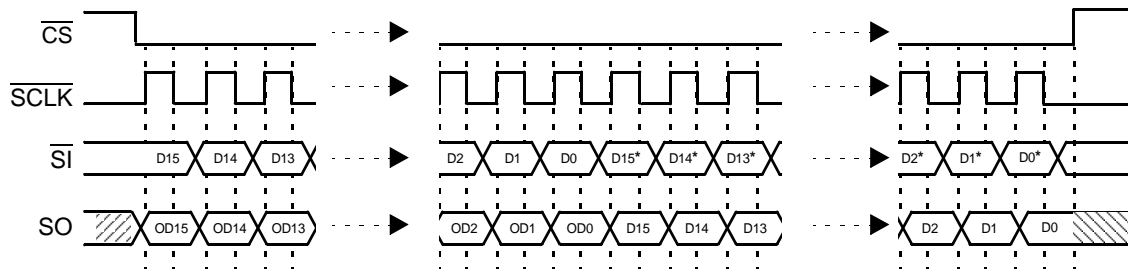 CS
SCLK
SI D15 D14 D13 D2 D1 D0 D15* D14* D13* D2* D1* D0*
SO OD15 OD14 OD13 OD2 OD1 OD0 D15 D14 D13 D2 D1 D0